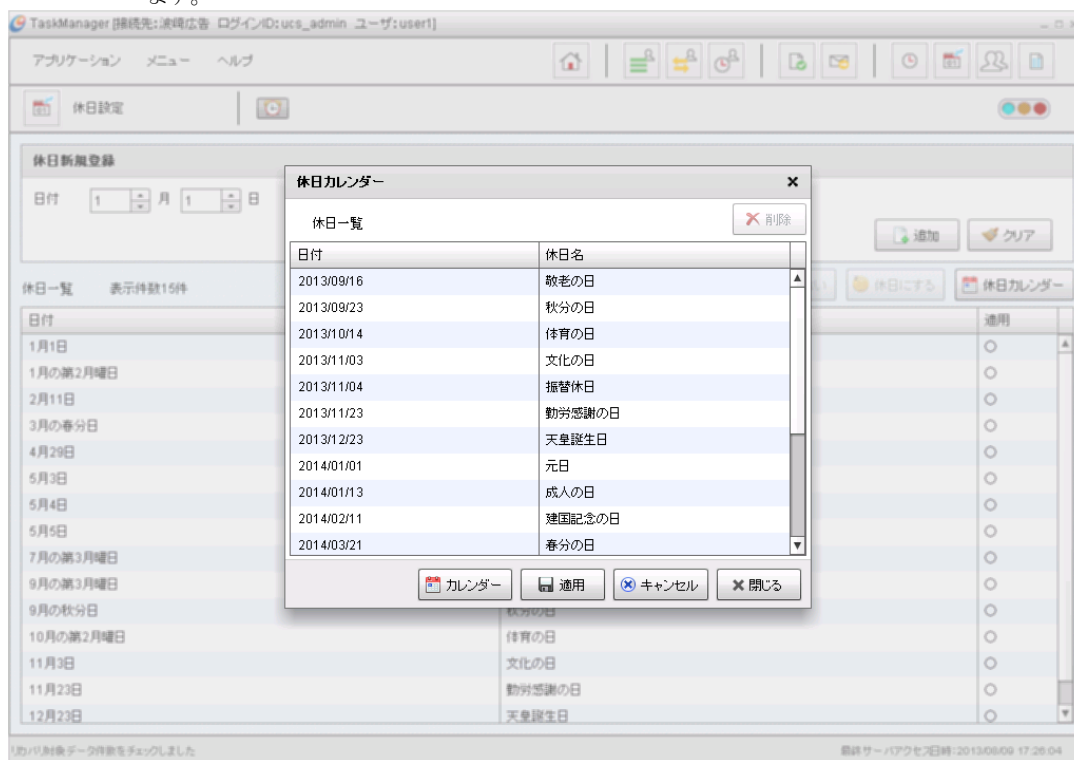 ます。
TaskManager [接続先:波崎広告 ログインID:ucs_admin ユーザ:user1]
アプリケーション メニュー ヘルプ
休日設定
休日新規登録
日付 1 月 1 日
追加 クリア
休日一覧 表示件数15件 休日にする 休日カレンダー
日付 適用
1月1日 ○
1月の第2月曜日 ○
2月11日 ○
3月の春分日 ○
4月29日 ○
5月3日 ○
5月4日 ○
5月5日 ○
7月の第3月曜日 ○
9月の第3月曜日 ○
9月の秋分日 秋分の日 ○
10月の第2月曜日 体育の日 ○
11月3日 文化の日 ○
11月23日 勤労感謝の日 ○
12月23日 天皇誕生日 ○
休日カレンダー
休日一覧 削除
日付 休日名
2013/09/16 敬老の日
2013/09/23 秋分の日
2013/10/14 体育の日
2013/11/03 文化の日
2013/11/04 振替休日
2013/11/23 勤労感謝の日
2013/12/23 天皇誕生日
2014/01/01 元日
2014/01/13 成人の日
2014/02/11 建国記念の日
2014/03/21 春分の日
カレンダー 適用 キャンセル 閉じる
対象データ件数をチェックしました 最終サーバアクセス日時:2013/08/09 17:26:04